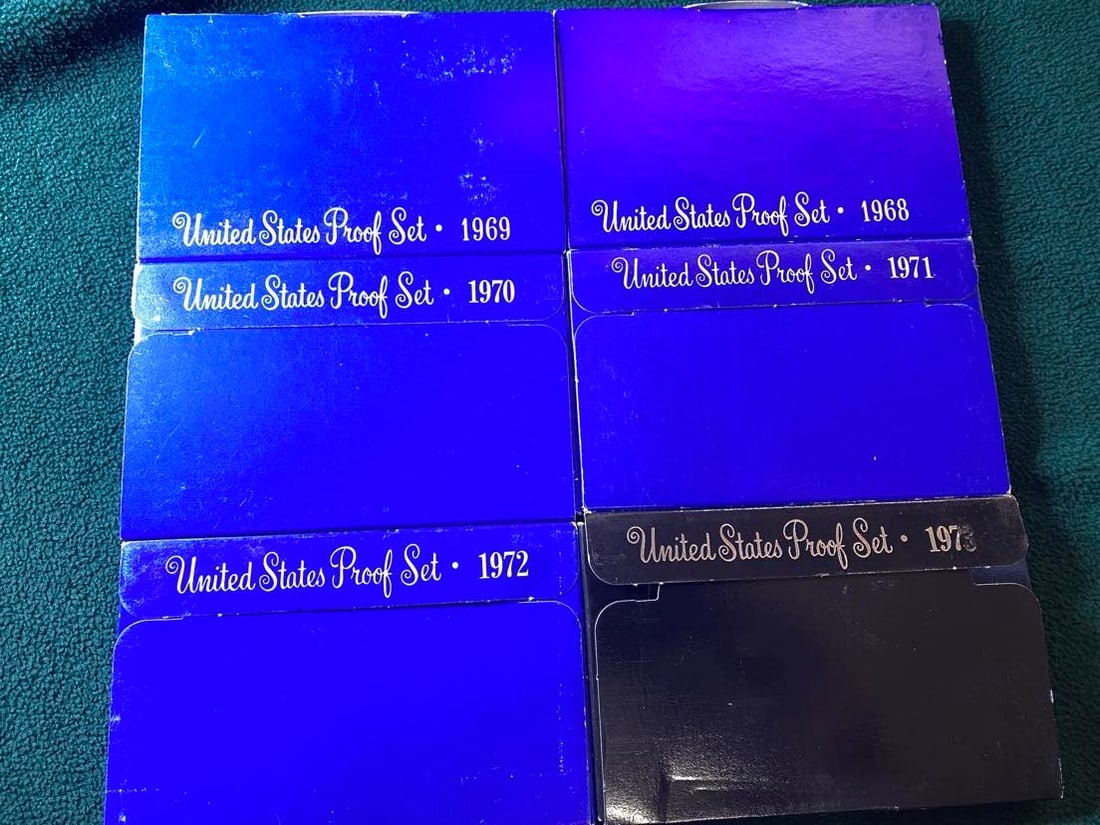 United States Proof Set • 1969
United States Proof Set • 1968
United States Proof Set • 1970
United States Proof Set • 1971
United States Proof Set • 1972
United States Proof Set • 1973